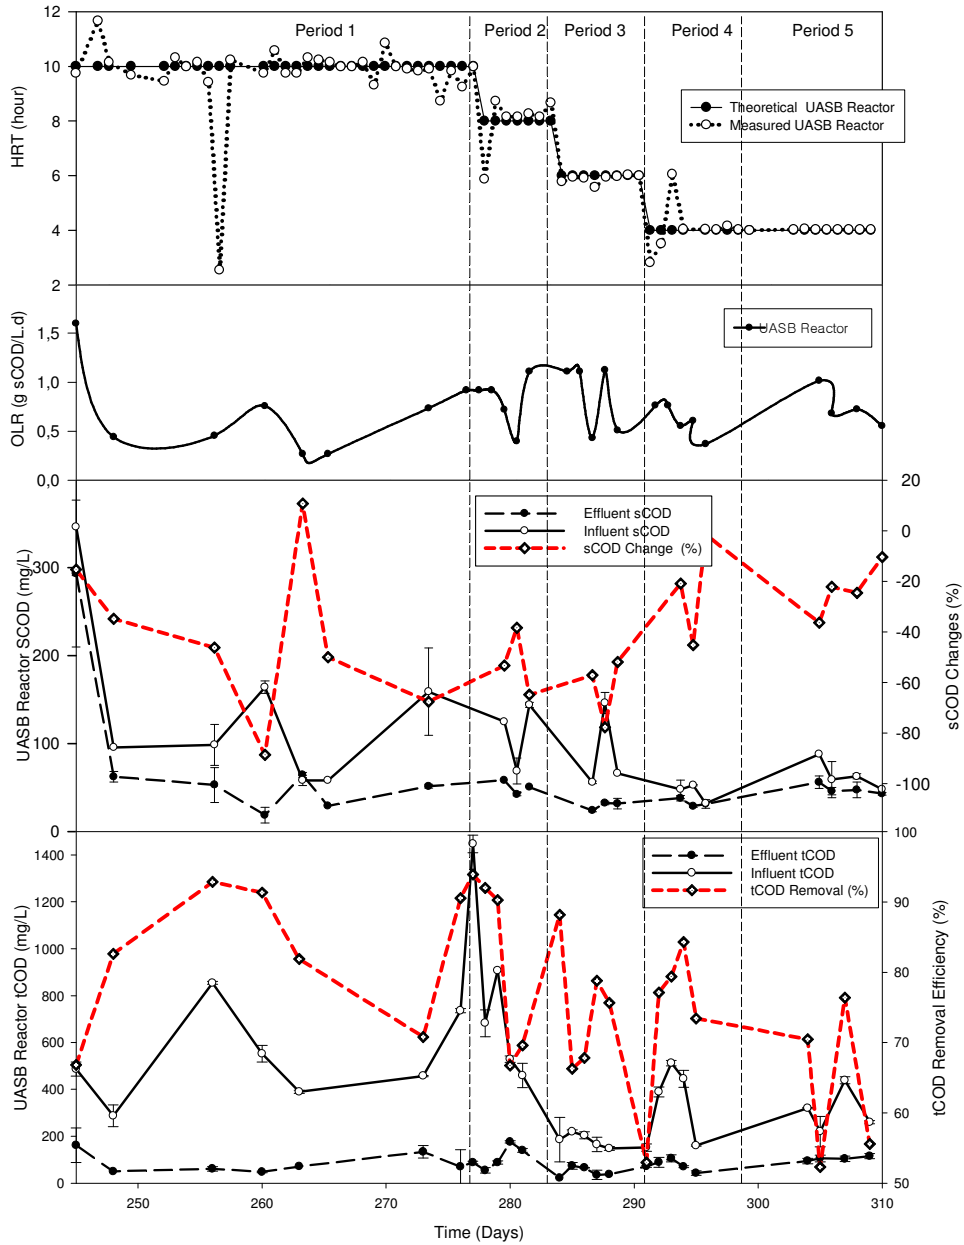 Period 1
Period 2
Period 3
Period 4
Period 5
HRT (hour)
12
10
8
6
4
2
Theoretical UASB Reactor
Measured UASB Reactor
OLR (g sCOD/L.d)
1,5
1,0
0,5
0,0
UASB Reactor
UASB Reactor SCOD (mg/L)
300
200
100
0
Effluent sCOD
Influent sCOD
sCOD Change (%)
20
0
-20
-40
-60
-80
-100
sCOD Changes (%)
UASB Reactor tCOD (mg/L)
1400
1200
1000
800
600
400
200
0
Effluent tCOD
Influent tCOD
tCOD Removal (%)
100
90
80
70
60
50
tCOD Removal Efficiency (%)
250
260
270
280
290
300
310
Time (Days)